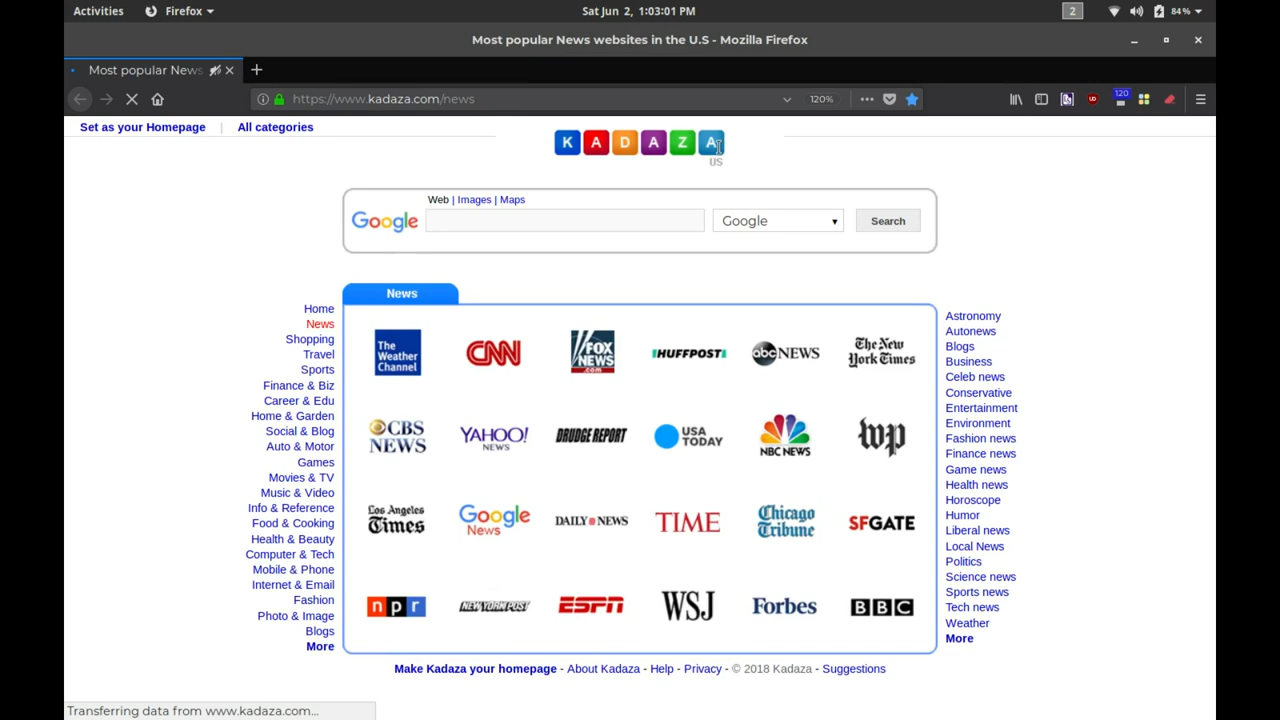 Activities Firefox Sat Jun 2, 1:03:01 PM 2 84%
Most popular News websites in the U.S - Mozilla Firefox
Most popular News
https://www.kadaza.com/news 120% 120
Set as your Homepage | All categories
KADAZA
US
Web | Images | Maps
Google Google Search
News
Home
News
Shopping
Travel
Sports
Finance & Biz
Career & Edu
Home & Garden
Social & Blog
Auto & Motor
Games
Movies & TV
Music & Video
Info & Reference
Food & Cooking
Health & Beauty
Computer & Tech
Mobile & Phone
Internet & Email
Fashion
Photo & Image
Blogs
More
The Weather Channel
CNN
FOX NEWS .com
HUFFPOST
abc NEWS
The New York Times
CBS NEWS
YAHOO! NEWS
DRUDGE REPORT
USA TODAY
NBC NEWS
wp
Los Angeles Times
Google News
DAILY NEWS
TIME
Chicago Tribune
SFGATE
npr
NEW YORK POST
ESPN
WSJ
Forbes
BBC
Astronomy
Autonews
Blogs
Business
Celeb news
Conservative
Entertainment
Environment
Fashion news
Finance news
Game news
Health news
Horoscope
Humor
Liberal news
Local News
Politics
Science news
Sports news
Tech news
Weather
More
Make Kadaza your homepage - About Kadaza - Help - Privacy - © 2018 Kadaza - Suggestions
Transferring data from www.kadaza.com...